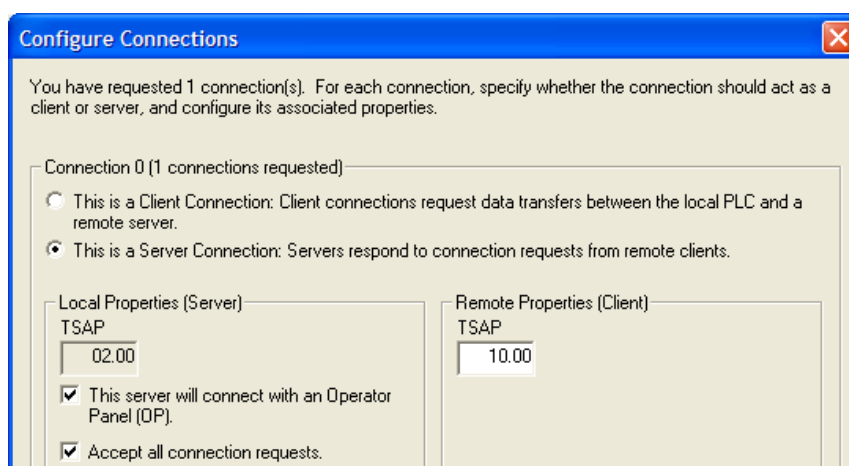 Configure Connections
You have requested 1 connection(s). For each connection, specify whether the connection should act as a
client or server, and configure its associated properties.
Connection 0 (1 connections requested)
This is a Client Connection: Client connections request data transfers between the local PLC and a
remote server.
This is a Server Connection: Servers respond to connection requests from remote clients.
Local Properties (Server)
TSAP
02.00
This server will connect with an Operator
Panel (OP).
Accept all connection requests.
Remote Properties (Client)
TSAP
10.00